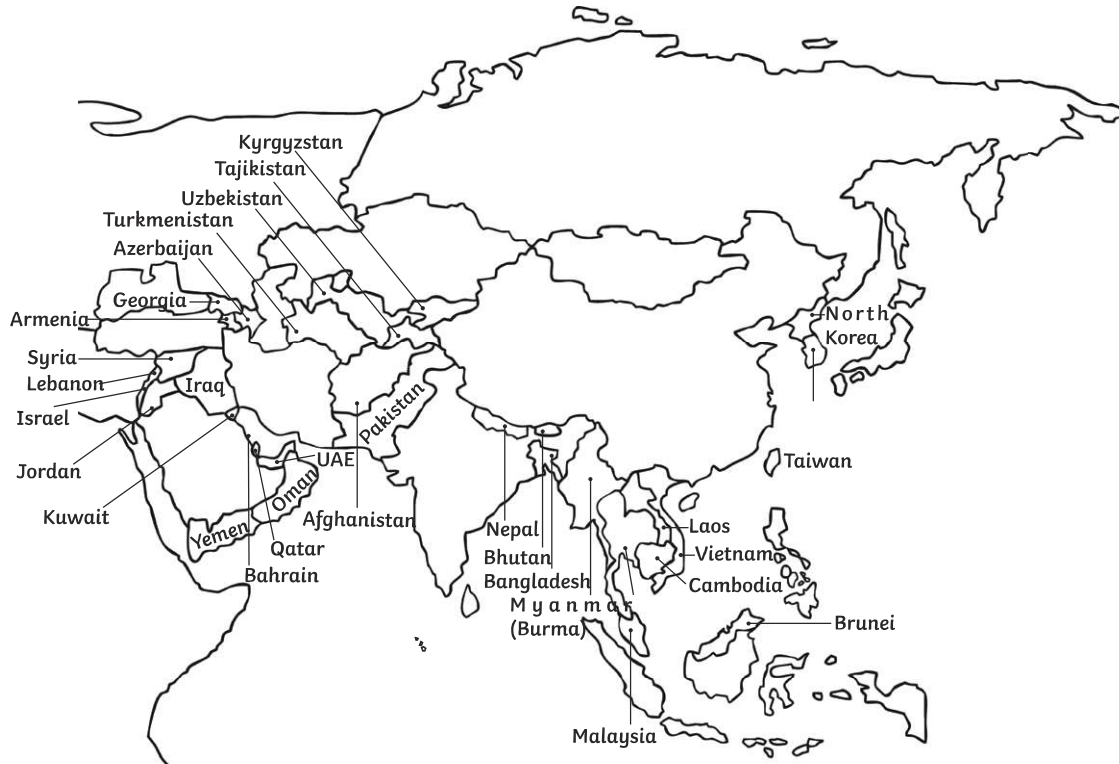 Kyrgyzstan
Tajikistan
Uzbekistan
Turkmenistan
Azerbaijan
Georgia
Armenia
Syria
Lebanon
Israel
Iraq
Jordan
Kuwait
Pakistan
UAE
Oman
Yemen
Qatar
Bahrain
Afghanistan
Nepal
Bhutan
Bangladesh
Myanmar
(Burma)
Malaysia
Laos
Vietnam
Cambodia
Brunei
Taiwan
North
Korea